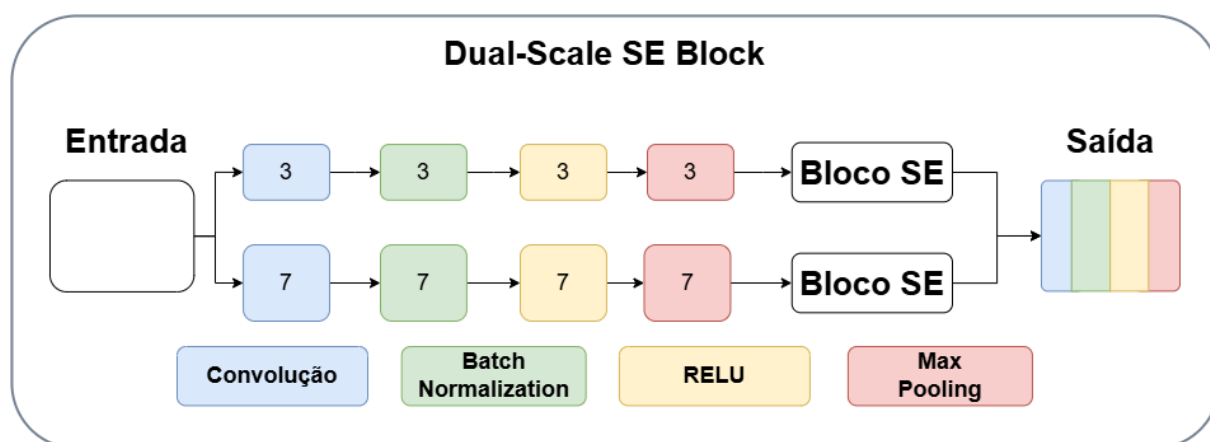 Dual-Scale SE Block
Entrada
Saída
3
3
3
3
Bloco SE
7
7
7
7
Bloco SE
Convolução
Batch
Normalization
RELU
Max
Pooling